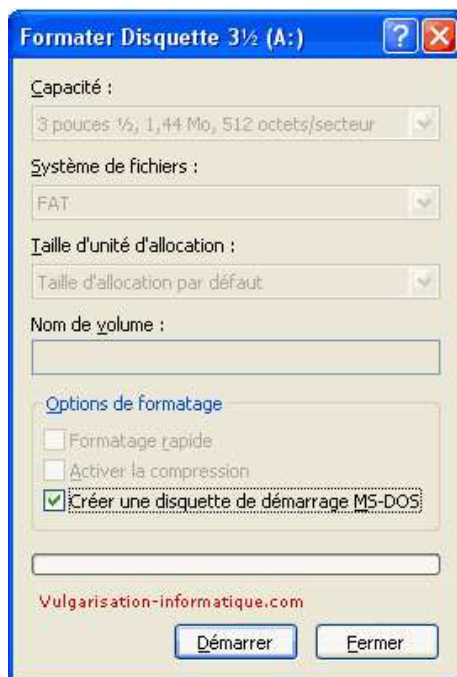 Formater Disquette 3½ (A:)
Capacité :
3 pouces ½, 1,44 Mo, 512 octets/secteur
Système de fichiers :
FAT
Taille d'unité d'allocation :
Taille d'allocation par défaut
Nom de volume :
Options de formatage
Formatage rapide
Activer la compression
Créer une disquette de démarrage MS-DOS
Vulgarisation-informatique.com
Démarrer Fermer